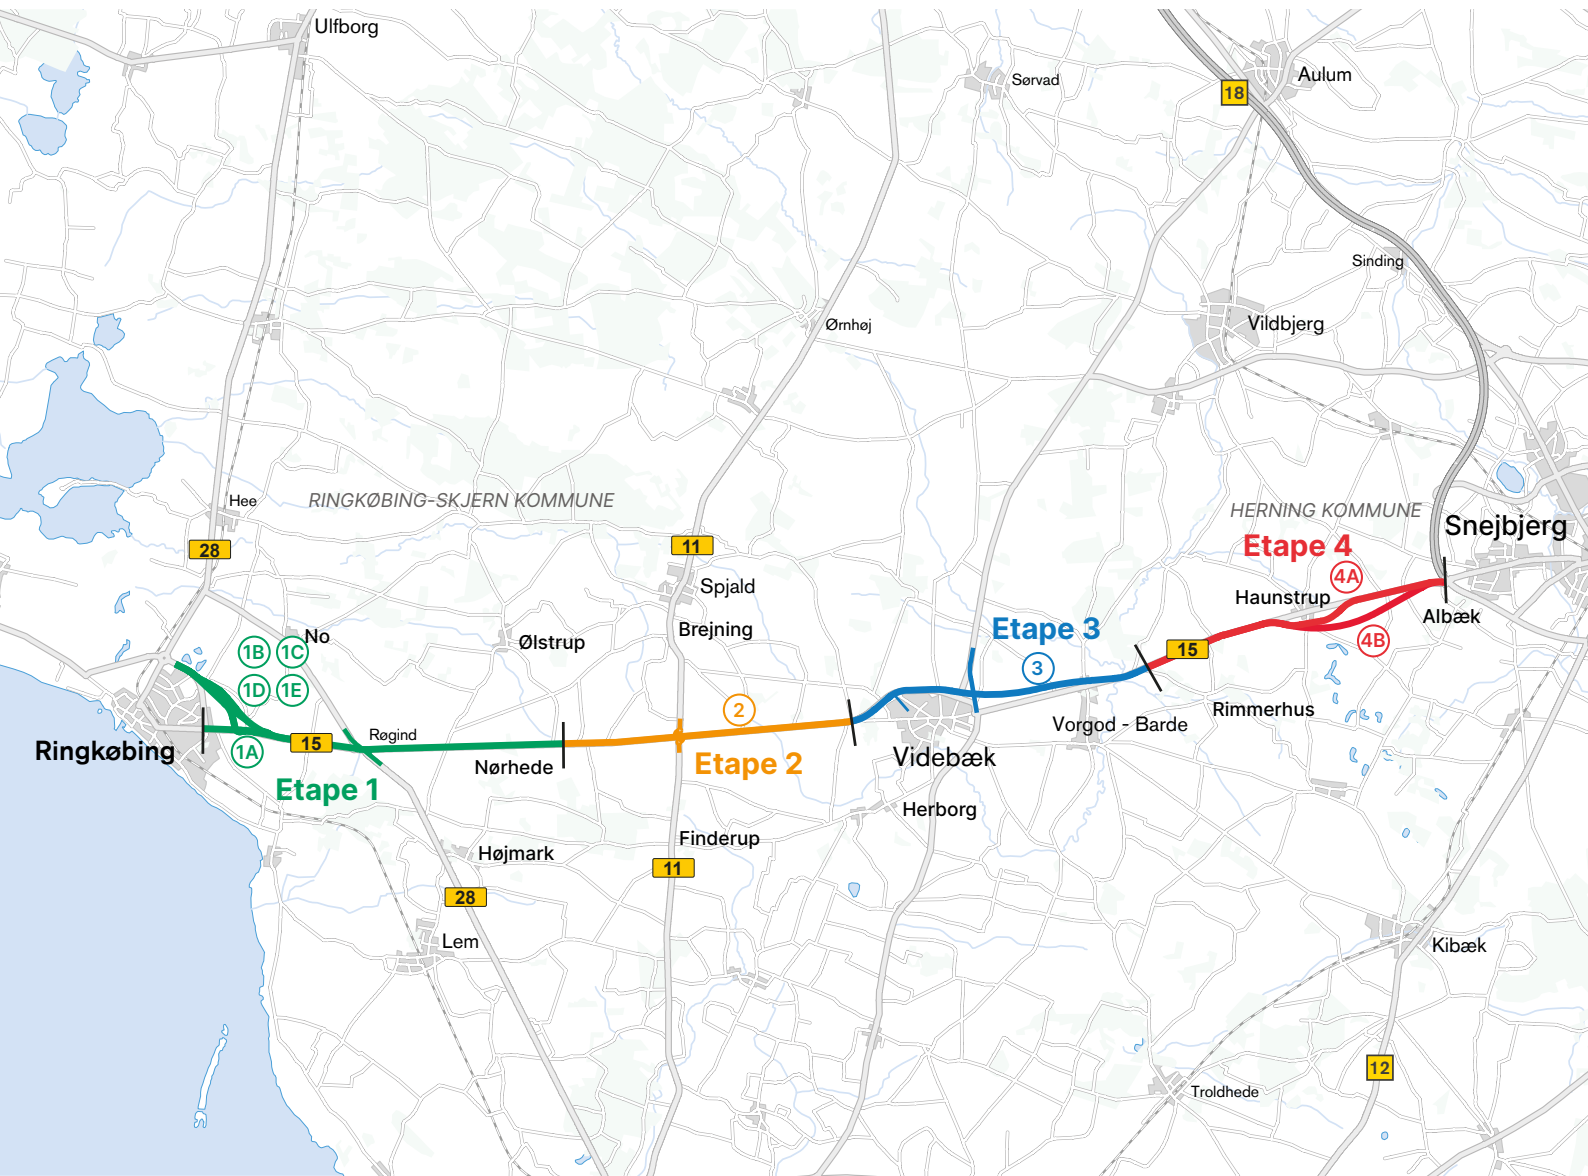 Ulfborg
Sørvad
Aulum
18
Sinding
Ørnhøj
Vildbjerg
Hee
RINGKØBING-SKJERN KOMMUNE
HERNING KOMMUNE
Snejbjerg
28
11
Etape 4
4A
Spjald
Haunstrup
Albæk
No
Brejning
Ølstrup
Etape 3
4B
1B
1C
15
3
1D
1E
2
Rimmerhus
Vorgod - Barde
Røgind
Ringkøbing
1A
15
Nørhede
Etape 2
Videbæk
Etape 1
Herborg
Finderup
Højmark
11
28
Lem
Kibæk
12
Troldhede